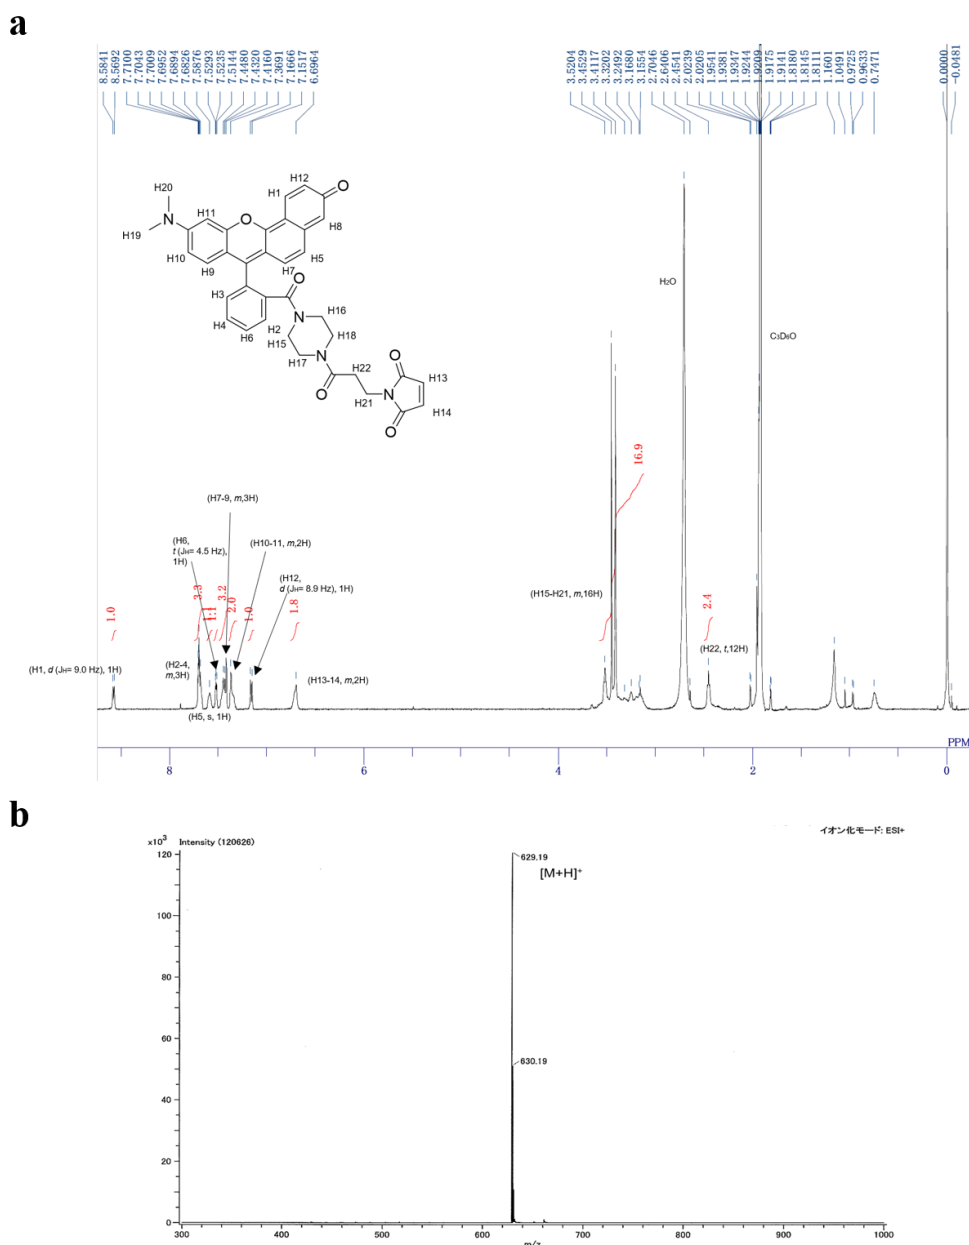 a
8.5841
8.5692
7.7100
7.7043
7.7009
7.6952
7.6894
7.6826
7.5876
7.5293
7.5235
7.5144
7.4480
7.4320
7.4160
7.3691
7.1666
7.1517
6.6964
3.5204
3.4529
3.4117
3.3202
3.2492
3.1680
3.1554
2.7046
2.6406
2.4541
2.0239
2.0205
1.9541
1.9381
1.9347
1.9244
1.9209
1.9175
1.9141
1.8180
1.8145
1.8111
1.1601
1.0491
0.9725
0.9633
0.7471
0.0000
-0.0481
H20
N
H19
H11
O
H10
H9
H1
H12
O
H8
H5
H7
H3
H4
H6
H2
O
N
H16
H15
H18
H17
N
H22
O
H21
N
O
O
H13
H14
H2O
C3D6O
(H7-9, m,3H)
(H6,
t (JH= 4.5 Hz),
1H)
(H10-11, m,2H)
(H12,
d (JH= 8.9 Hz), 1H)
(H15-H21, m,16H)
(H1, d (JH= 9.0 Hz), 1H)
(H2-4,
m,3H)
(H5, s, 1H)
(H13-14, m,2H)
(H22, t,12H)
1.0
3.3
1.1
3.2
2.0
1.0
1.8
16.9
2.4
PPM
8
6
4
2
0
b
イオン化モード: ESI+
x10³ Intensity (120626)
120
100
80
60
40
20
0
629.19
[M+H]⁺
630.19
300
400
500
600
700
800
900
1000
m/z